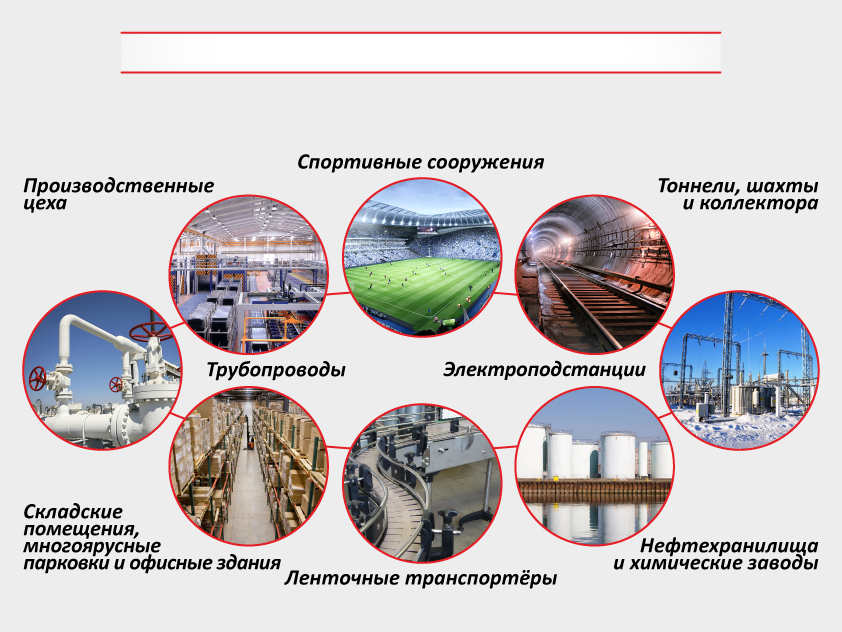 Спортивные сооружения
Производственные
цеха
Тоннели, шахты
и коллектора
Трубопроводы
Электроподстанции
Складские
помещения,
многоярусные
парковки и офисные здания
Нефтехранилища
и химические заводы
Ленточные транспортёры